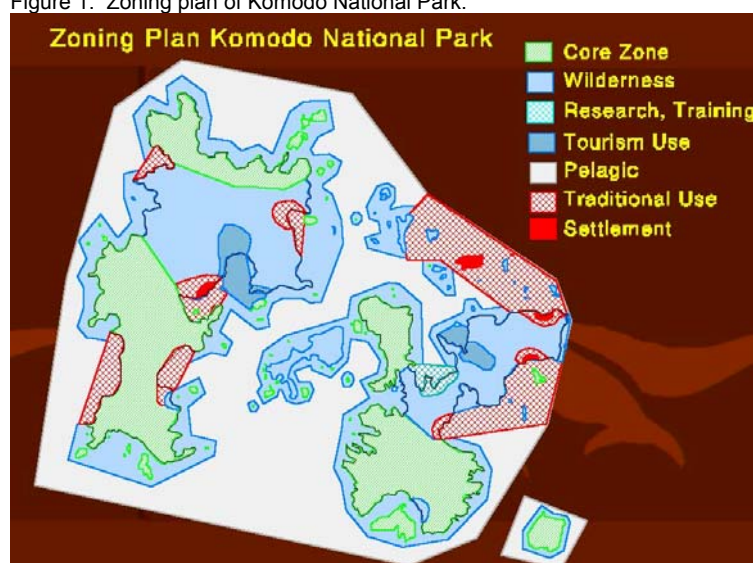 Figure 1. Zoning plan of Komodo National Park.
Zoning Plan Komodo National Park
Core Zone
Wilderness
Research, Training
Tourism Use
Pelagic
Traditional Use
Settlement